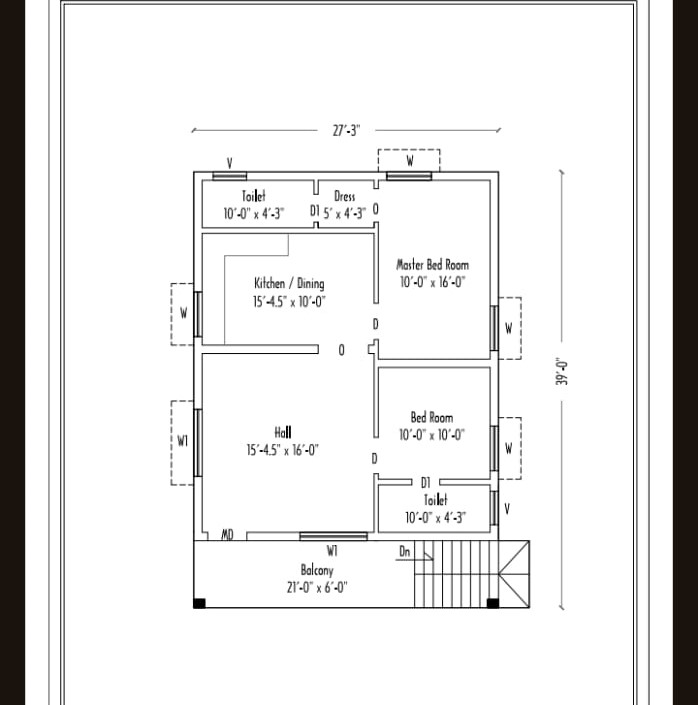 27'-3"
V
W
Toilet
10'-0" x 4'-3"
D1
Dress
5' x 4'-3"
O
Master Bed Room
10'-0" x 16'-0"
Kitchen / Dining
15'-4.5" x 10'-0"
W
D
W
O
39'-0"
Bed Room
10'-0" x 10'-0"
Hall
15'-4.5" x 16'-0"
W1
D
W
D1
Toilet
10'-0" x 4'-3"
V
MD
W1
Dn
Balcony
21'-0" x 6'-0"